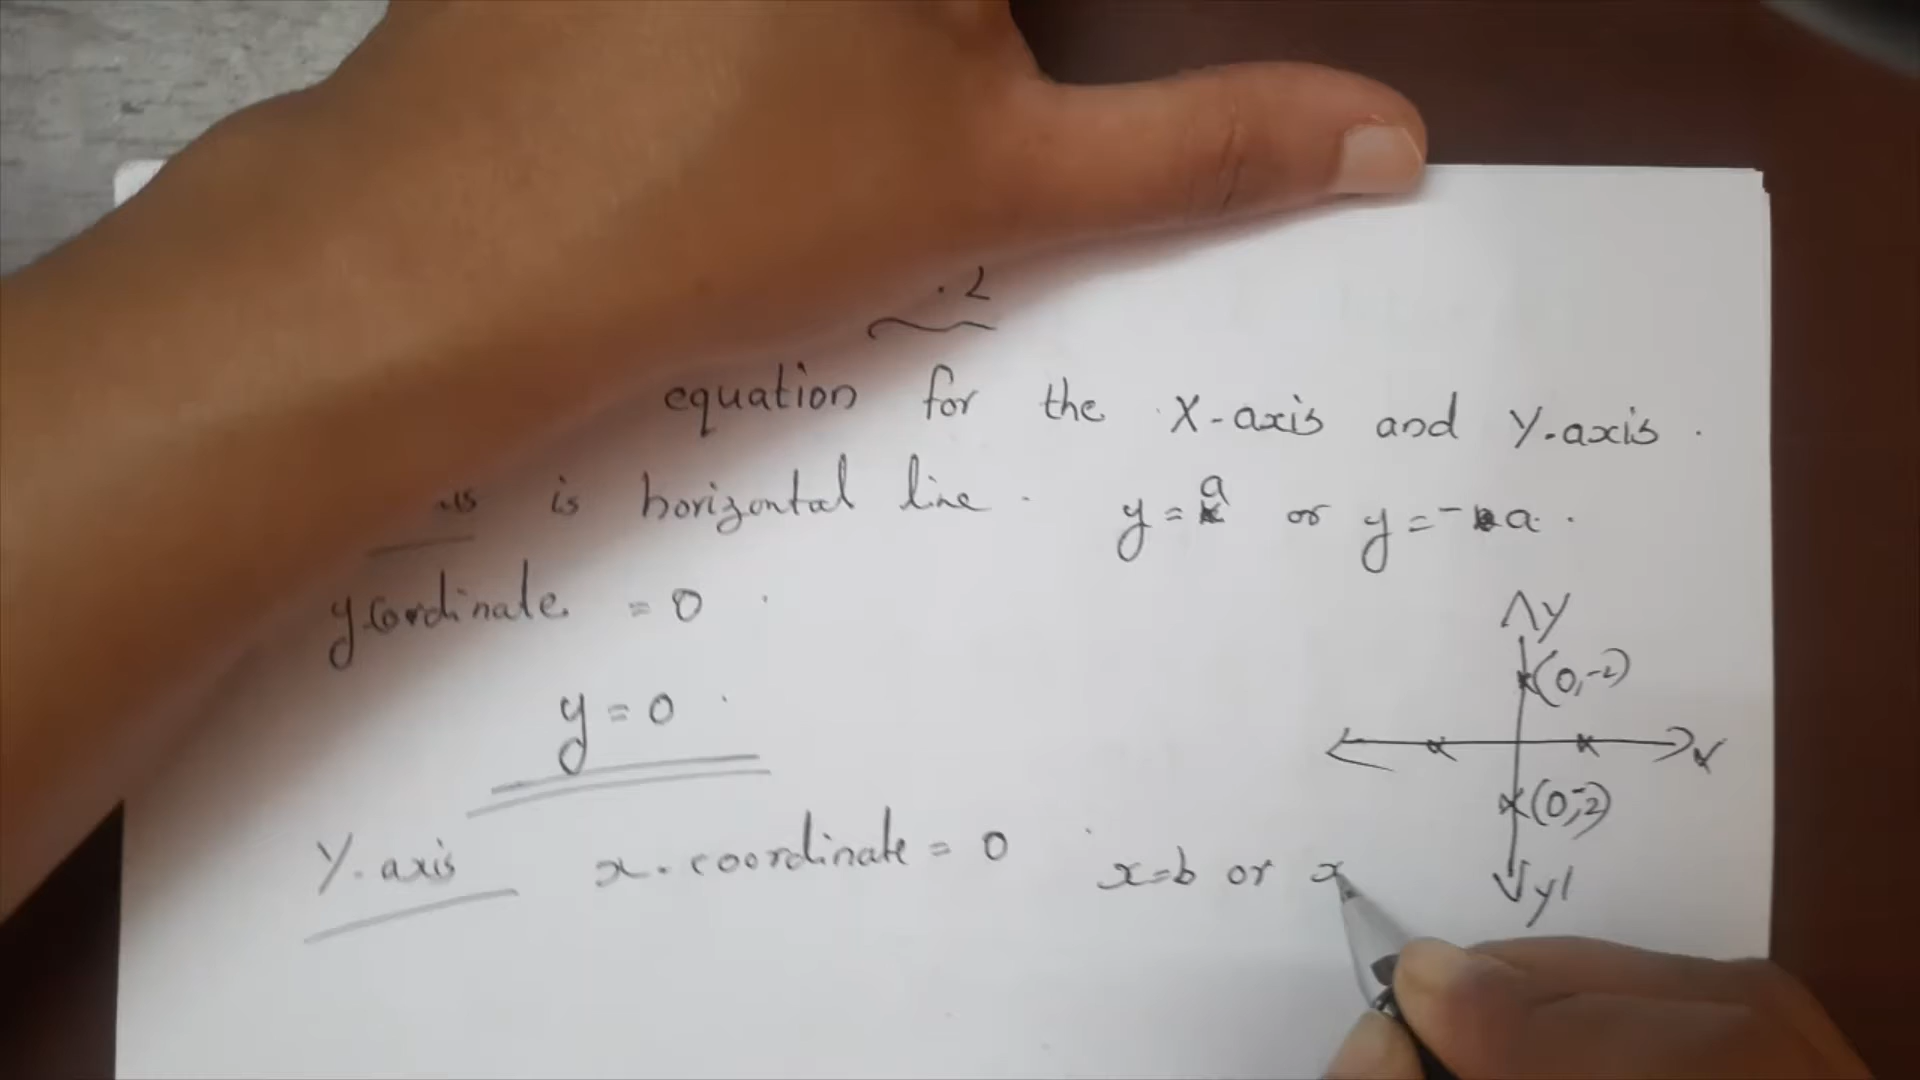 .2
equation for the X-axis and Y-axis.
is horizontal line. y = a or y = -a.
y cordinate = 0.
y = 0.
Y-axis x-coordinate = 0 x=b or x
y
(0,-2)
x
(0,-2)
y|